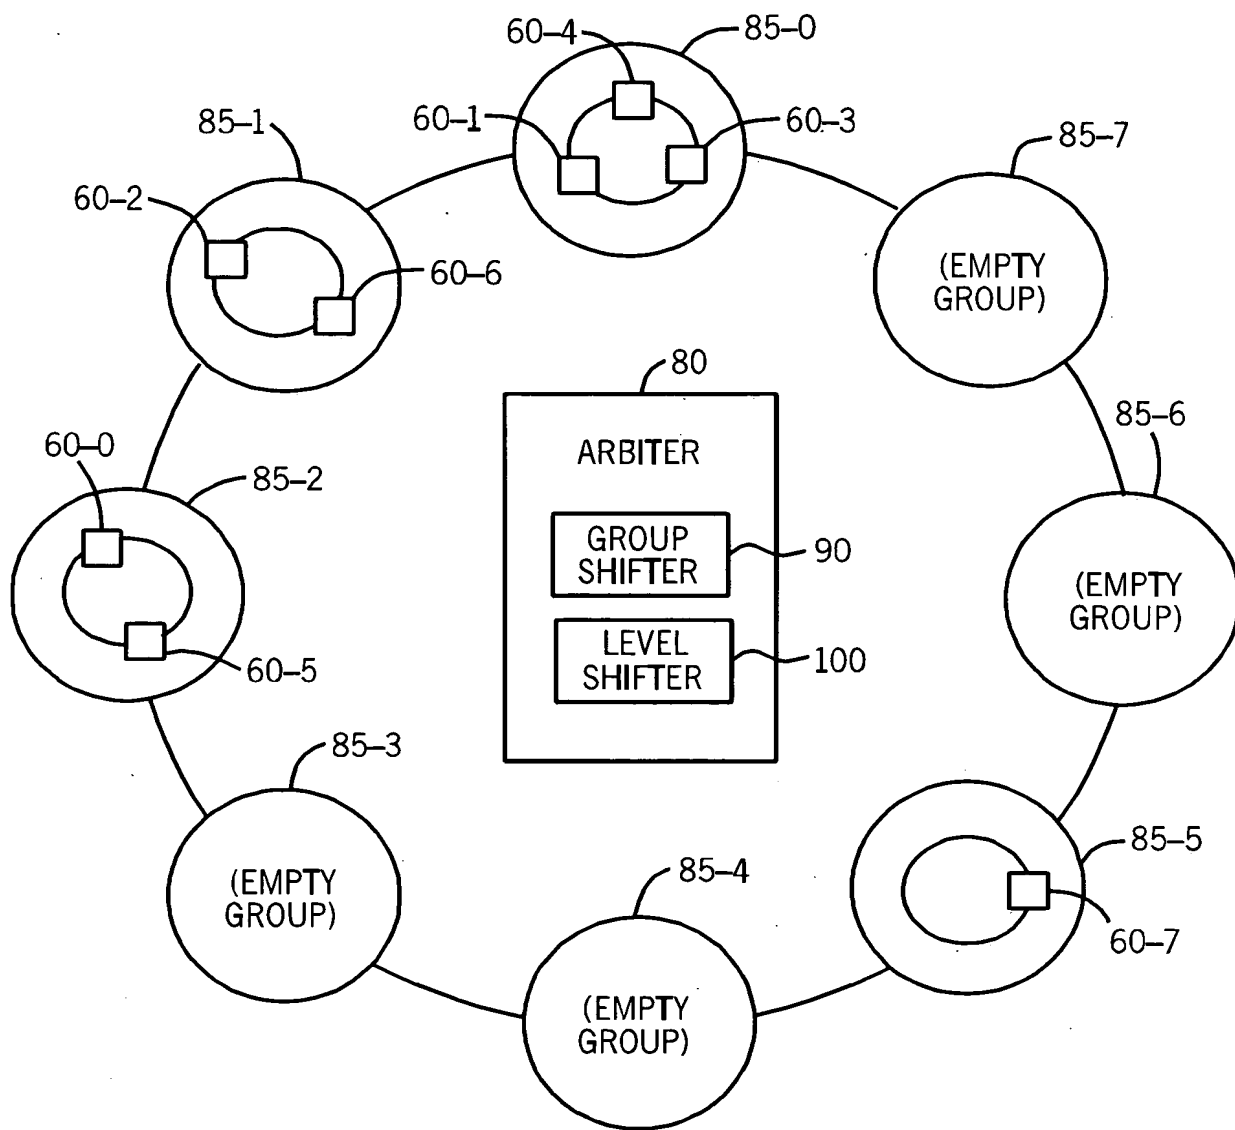 60–4
85–0
60–1
60–3
85–1
85–7
60–2
60–6
(EMPTY
GROUP)
80
85–6
60–0
85–2
ARBITER
GROUP
SHIFTER
90
(EMPTY
GROUP)
LEVEL
SHIFTER
100
60–5
85–3
85–4
85–5
(EMPTY
GROUP)
60–7
(EMPTY
GROUP)